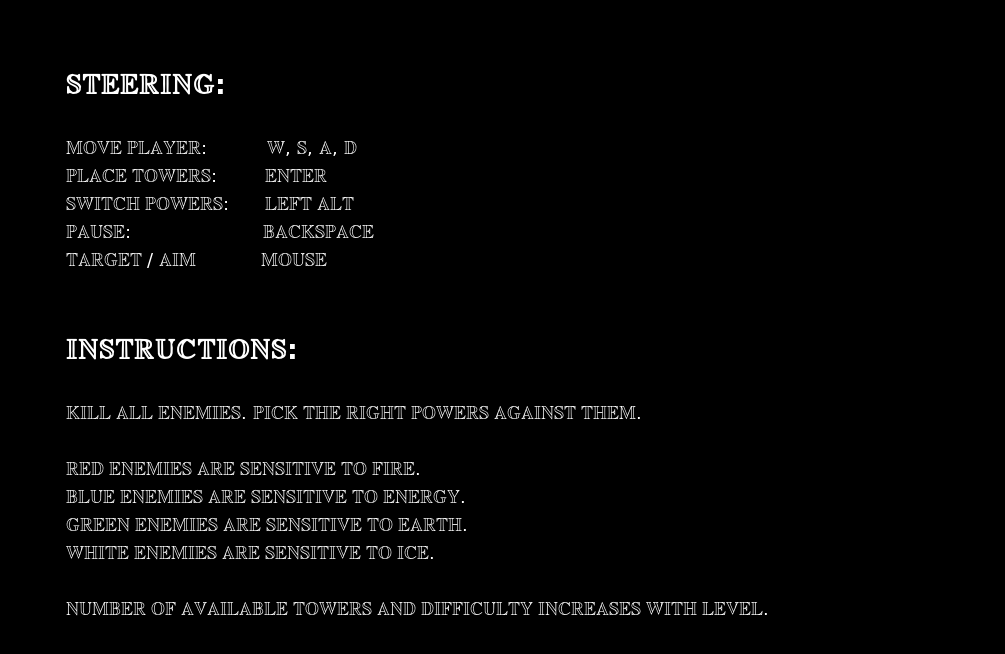 STEERING:
MOVE PLAYER: W, S, A, D
PLACE TOWERS: ENTER
SWITCH POWERS: LEFT ALT
PAUSE: BACKSPACE
TARGET / AIM MOUSE
INSTRUCTIONS:
KILL ALL ENEMIES. PICK THE RIGHT POWERS AGAINST THEM.
RED ENEMIES ARE SENSITIVE TO FIRE.
BLUE ENEMIES ARE SENSITIVE TO ENERGY.
GREEN ENEMIES ARE SENSITIVE TO EARTH.
WHITE ENEMIES ARE SENSITIVE TO ICE.
NUMBER OF AVAILABLE TOWERS AND DIFFICULTY INCREASES WITH LEVEL.